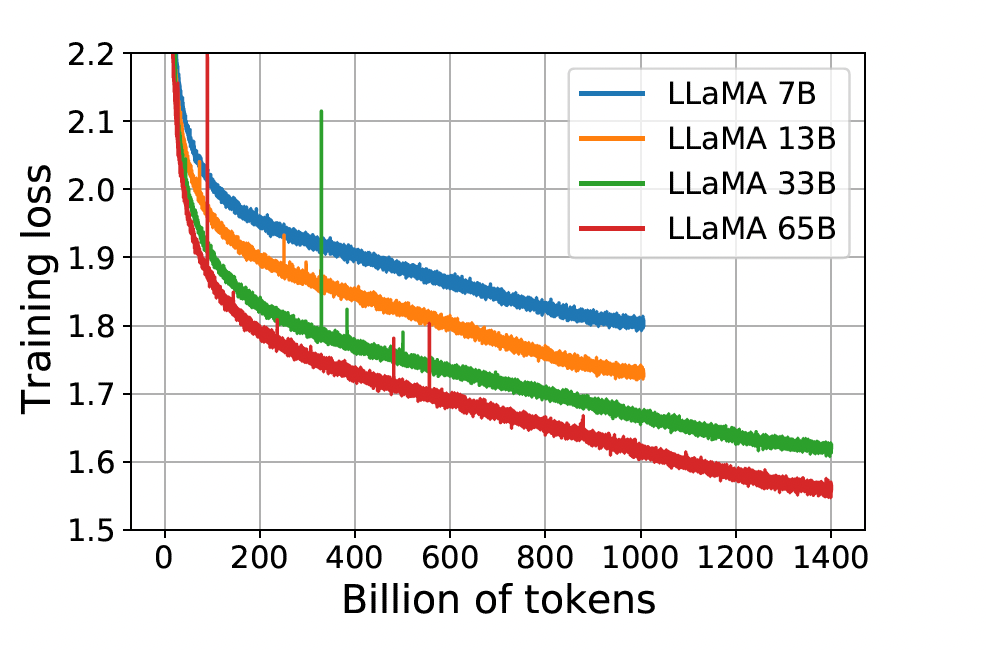 2.2
2.1
2.0
1.9
1.8
1.7
1.6
1.5
Training loss
LLaMA 7B
LLaMA 13B
LLaMA 33B
LLaMA 65B
0 200 400 600 800 1000 1200 1400
Billion of tokens